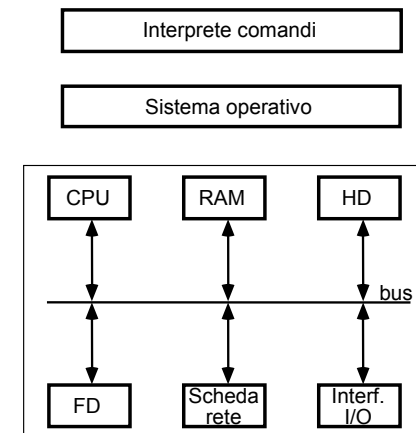 Interprete comandi
Sistema operativo
CPU RAM HD
bus
FD Scheda rete Interf. I/O